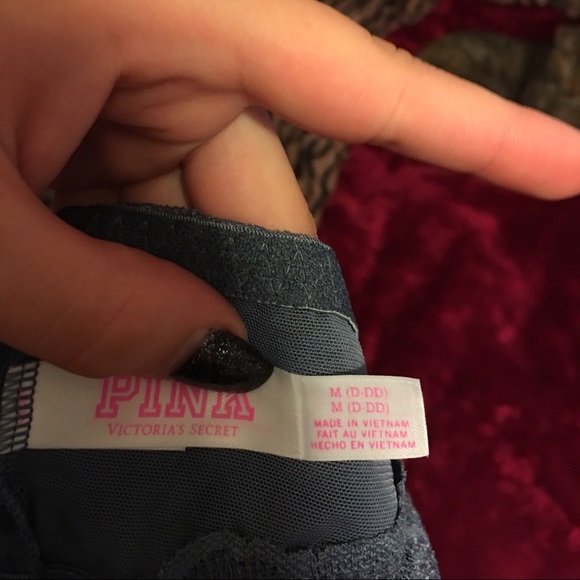 PINK
VICTORIA'S SECRET
M (D-DD)
M (D DD)
MADE IN VIETNAM
FAIT AU VIETNAM
HECHO EN VIETNAM